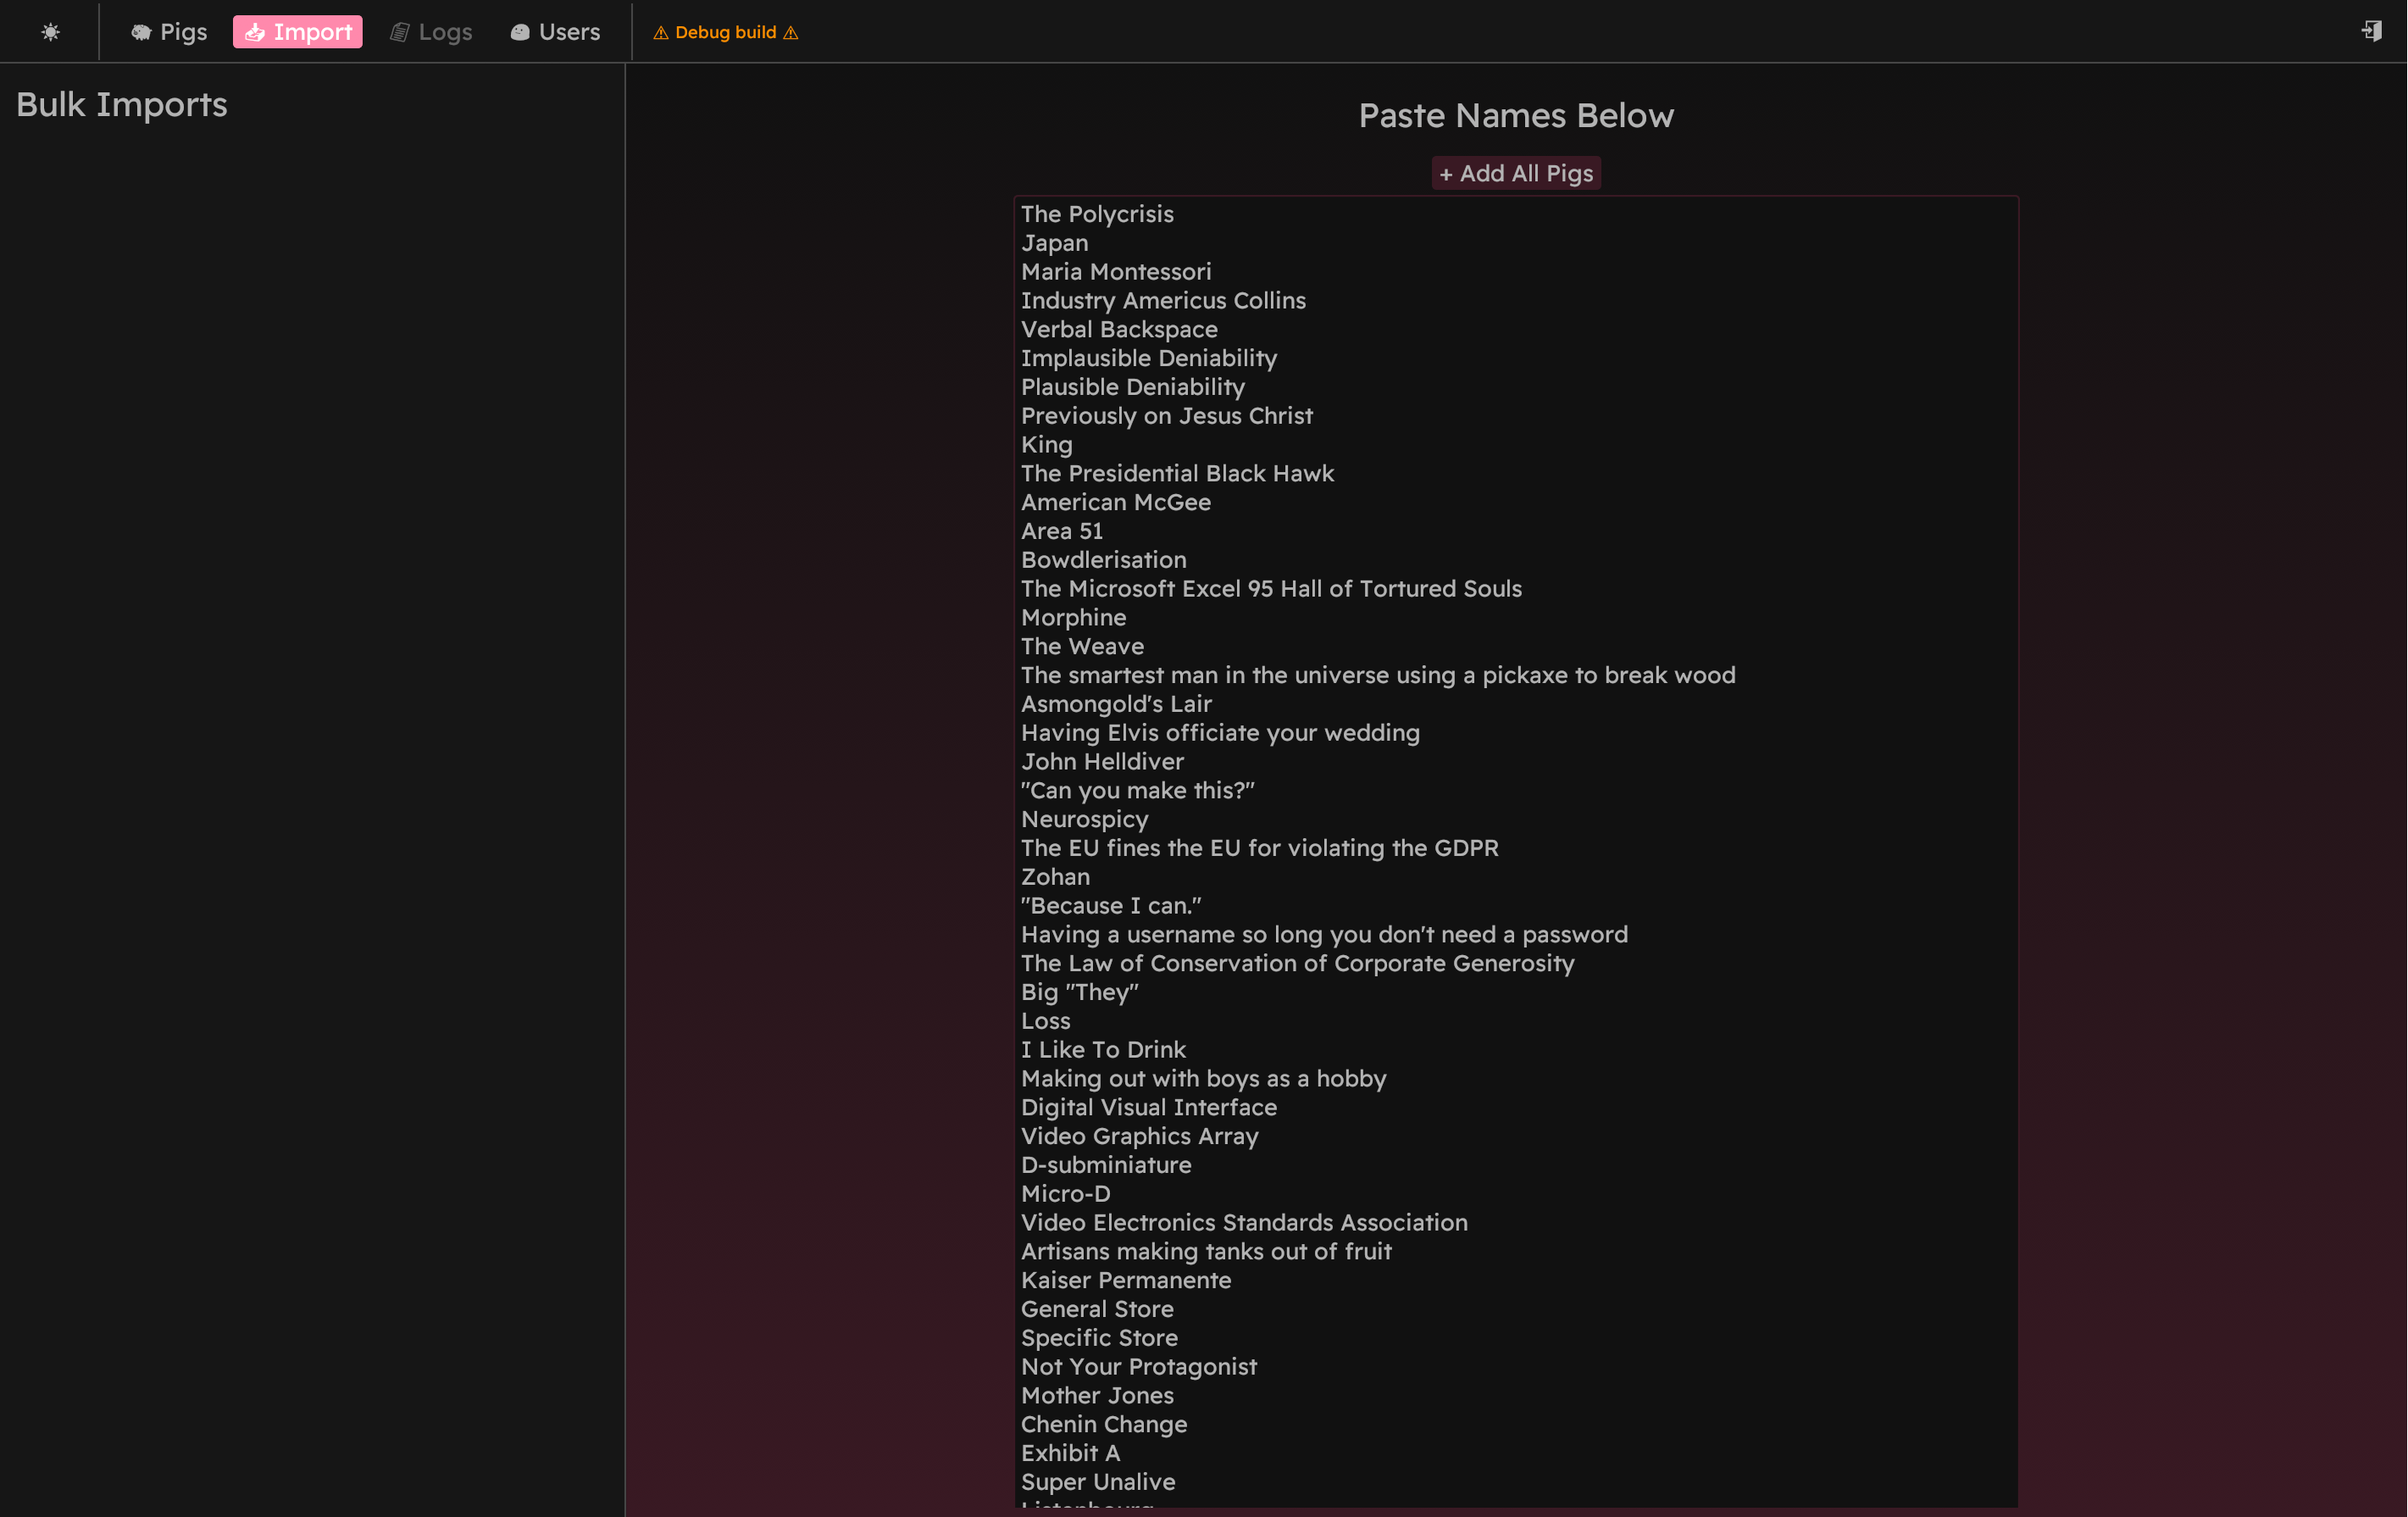 Pigs Import Logs Users ⚠ Debug build ⚠
Bulk Imports
Paste Names Below
+ Add All Pigs
The Polycrisis
Japan
Maria Montessori
Industry Americus Collins
Verbal Backspace
Implausible Deniability
Plausible Deniability
Previously on Jesus Christ
King
The Presidential Black Hawk
American McGee
Area 51
Bowdlerisation
The Microsoft Excel 95 Hall of Tortured Souls
Morphine
The Weave
The smartest man in the universe using a pickaxe to break wood
Asmongold's Lair
Having Elvis officiate your wedding
John Helldiver
"Can you make this?"
Neurospicy
The EU fines the EU for violating the GDPR
Zohan
"Because I can."
Having a username so long you don't need a password
The Law of Conservation of Corporate Generosity
Big "They"
Loss
I Like To Drink
Making out with boys as a hobby
Digital Visual Interface
Video Graphics Array
D-subminiature
Micro-D
Video Electronics Standards Association
Artisans making tanks out of fruit
Kaiser Permanente
General Store
Specific Store
Not Your Protagonist
Mother Jones
Chenin Change
Exhibit A
Super Unalive